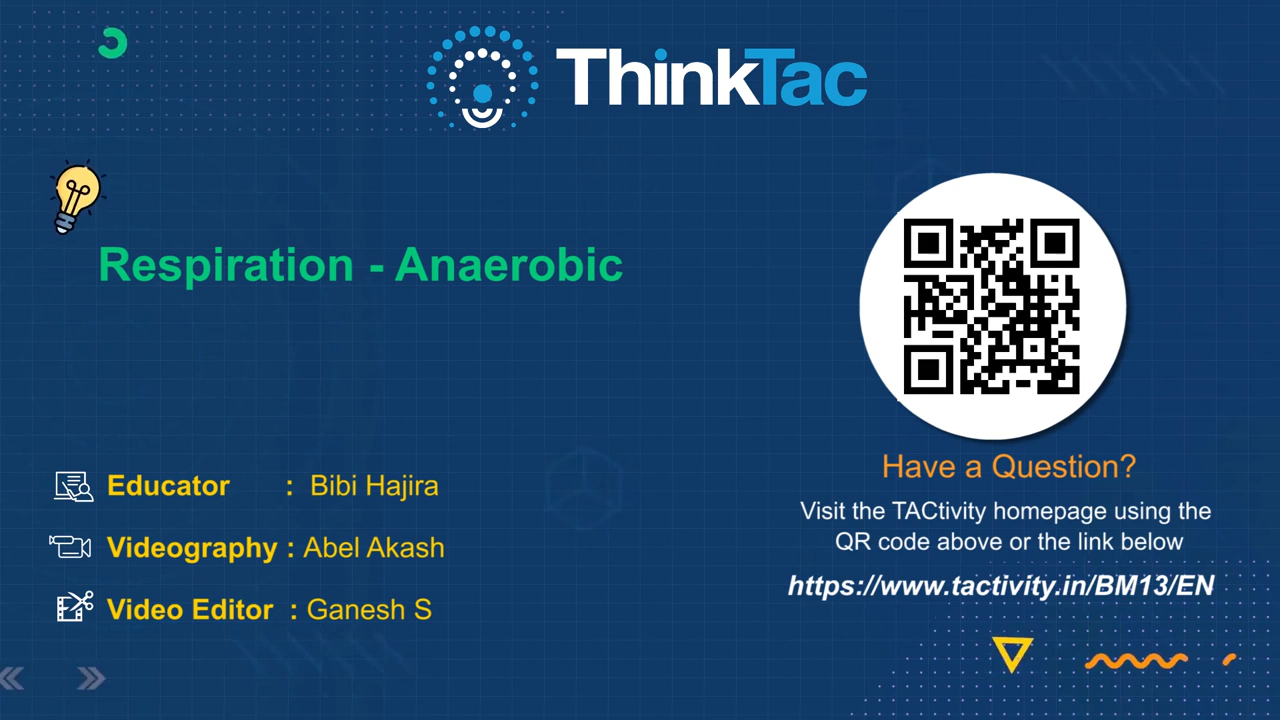 ThinkTac
Respiration - Anaerobic
Educator : Bibi Hajira
Videography : Abel Akash
Video Editor : Ganesh S
Have a Question?
Visit the TACtivity homepage using the
QR code above or the link below
https://www.tactivity.in/BM13/EN